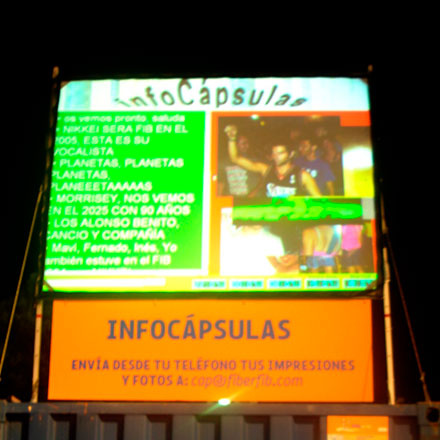 InfoCápsulas
os vemos pronto. saluda
• NIKKEI SERA FIB EN EL
2005, ESTA ES SU
VOCALISTA
• PLANETAS, PLANETAS
PLANETAS,
PLANEEETAAAAAS
• MORRISEY, NOS VEMOS
EN EL 2025 CON 90 AÑOS
• LOS ALONSO BENITO,
CANCIO Y COMPAÑIA
Mavi, Fernado, Inés. Yo
ambién estuve en el FIB
INFOCÁPSULAS
ENVÍA DESDE TU TELÉFONO TUS IMPRESIONES
Y FOTOS A: cap@fiberfib.com